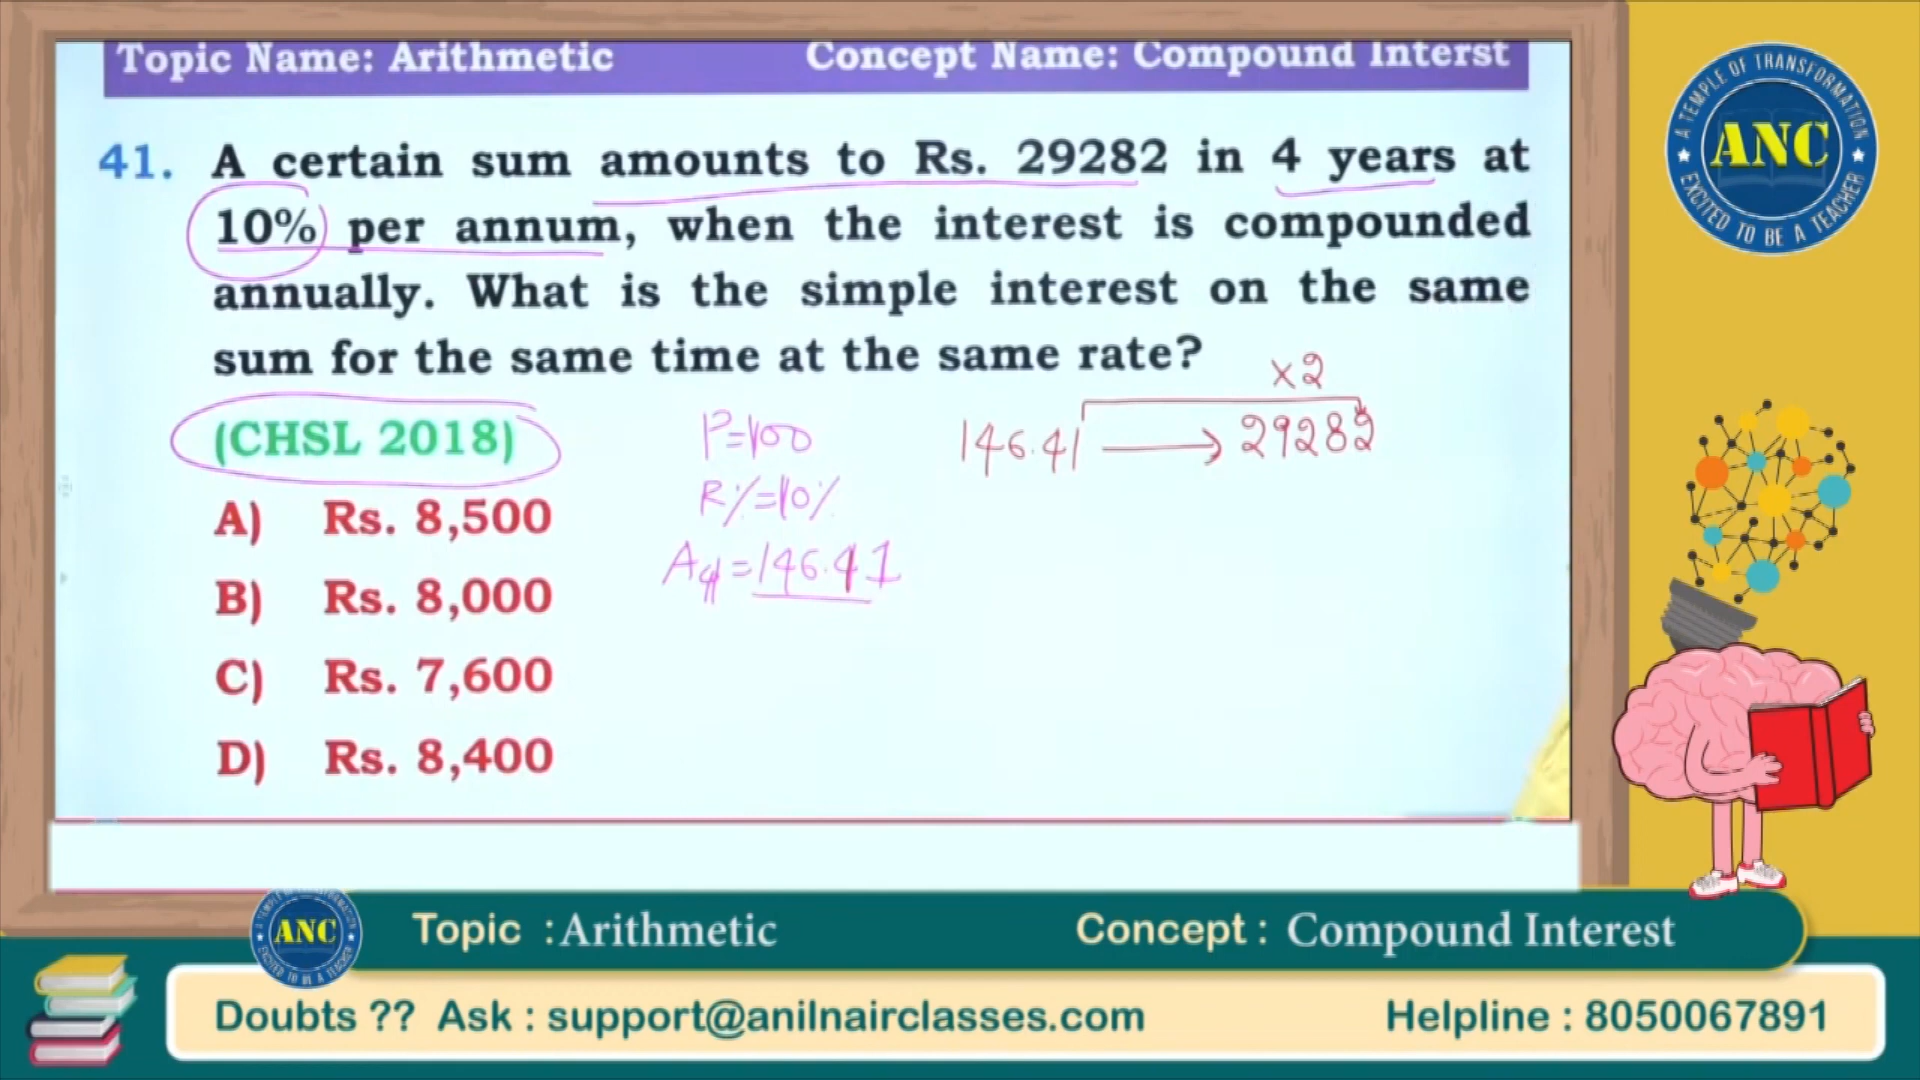 Topic Name: Arithmetic Concept Name: Compound Interst
41. A certain sum amounts to Rs. 29282 in 4 years at
10% per annum, when the interest is compounded
annually. What is the simple interest on the same
sum for the same time at the same rate?
(CHSL 2018)
×2
P=100
146.41 → 29282
R%=10%
A4=146.41
A) Rs. 8,500
B) Rs. 8,000
C) Rs. 7,600
D) Rs. 8,400
A TEMPLE OF TRANSFORMATION
ANC
EXCITED TO BE A TEACHER
ANC
Topic : Arithmetic Concept : Compound Interest
Doubts ?? Ask : support@anilnairclasses.com Helpline : 8050067891